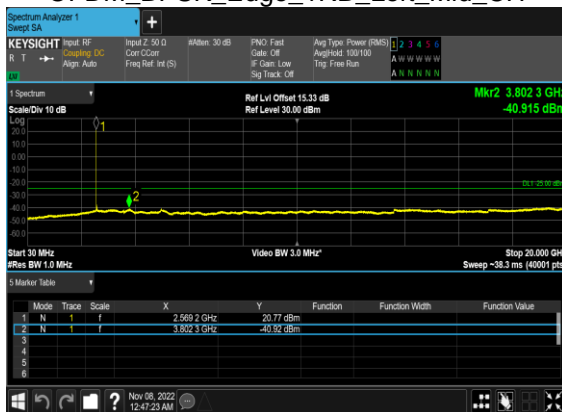 Spectrum Analyzer 1
Swept SA
+
KEYSIGHT Input: RF Input Z: 50 Ω #Atten: 30 dB PNO: Fast Avg Type: Power (RMS) 1 2 3 4 5 6
R T Coupling: DC Corr CCorr Gate: Off Avg|Hold: 100/100 A W W W W W
Align: Auto Freq Ref: Int (S) IF Gain: Low Trig: Free Run
LXI Sig Track: Off A N N N N N
1 Spectrum Ref Lvl Offset 15.33 dB Mkr2 3.802 3 GHz
Scale/Div 10 dB Ref Level 30.00 dBm -40.915 dBm
Log
20.0
10.0
0.00
-10.0
-20.0
-30.0
-40.0
-50.0
-60.0
1
2
Start 30 MHz Video BW 3.0 MHz* Stop 20.000 GH
#Res BW 1.0 MHz Sweep ~38.3 ms (40001 pts
5 Marker Table
Mode Trace Scale X Y Function Function Width Function Value
1 N 1 f 2.569 2 GHz 20.77 dBm
2 N 1 f 3.802 3 GHz -40.92 dBm
3
4
5
6
? Nov 08, 2022
12:47:23 AM